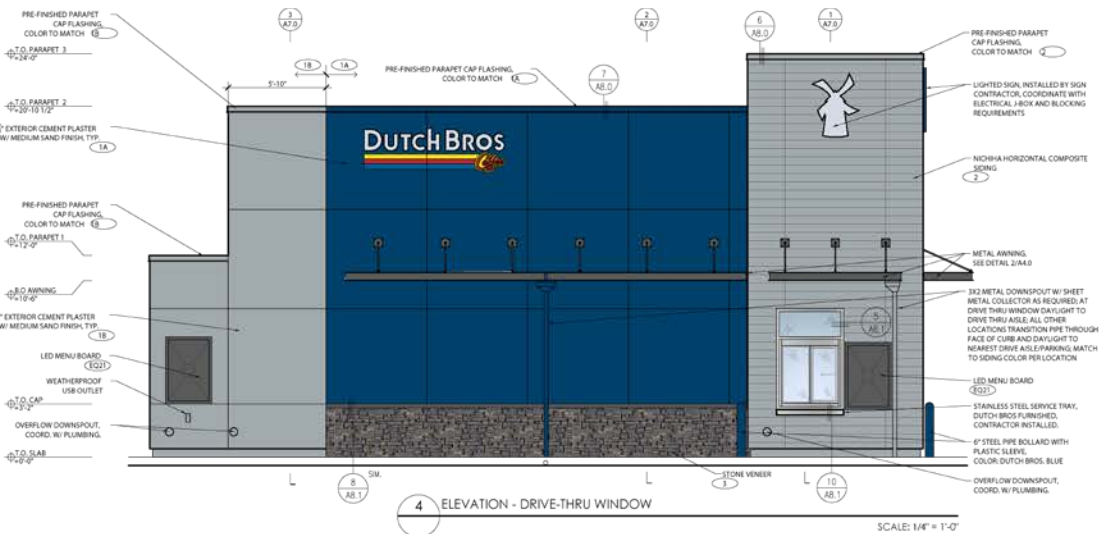 PRE-FINISHED PARAPET
CAP FLASHING,
COLOR TO MATCH 1B
T.O. PARAPET 3
=24'-0"
T.O. PARAPET 2
=20'-10 1/2"
" EXTERIOR CEMENT PLASTER
W/ MEDIUM SAND FINISH, TYP.
1A
PRE-FINISHED PARAPET
CAP FLASHING,
COLOR TO MATCH 1B
T.O. PARAPET 1
=12'-0"
B.O AWNING
=10'-6"
" EXTERIOR CEMENT PLASTER
W/ MEDIUM SAND FINISH, TYP.
1B
LED MENU BOARD
EQ21
WEATHERPROOF
USB OUTLET
T.O. CAP
=3'-2"
OVERFLOW DOWNSPOUT,
COORD. W/ PLUMBING.
T.O. SLAB
=0'-0"
3
A7.0
2
A7.0
6
A8.0
1
A7.0
1B
1A
5'-10"
PRE-FINISHED PARAPET CAP FLASHING,
COLOR TO MATCH 1A
7
A8.0
DUTCH BROS
5
A8.1
PRE-FINISHED PARAPET
CAP FLASHING,
COLOR TO MATCH 2
LIGHTED SIGN, INSTALLED BY SIGN
CONTRACTOR, COORDINATE WITH
ELECTRICAL J-BOX AND BLOCKING
REQUIREMENTS
NICHIHA HORIZONTAL COMPOSITE
SIDING
2
METAL AWNING,
SEE DETAIL 2/A4.0
3X2 METAL DOWNSPOUT W/ SHEET
METAL COLLECTOR AS REQUIRED; AT
DRIVE THRU WINDOW DAYLIGHT TO
DRIVE THRU AISLE; ALL OTHER
LOCATIONS TRANSITION PIPE THROUGH
FACE OF CURB AND DAYLIGHT TO
NEAREST DRIVE AISLE/PARKING; MATCH
TO SIDING COLOR PER LOCATION
LED MENU BOARD
EQ21
STAINLESS STEEL SERVICE TRAY,
DUTCH BROS FURNISHED,
CONTRACTOR INSTALLED.
6" STEEL PIPE BOLLARD WITH
PLASTIC SLEEVE,
COLOR: DUTCH BROS. BLUE
OVERFLOW DOWNSPOUT,
COORD. W/ PLUMBING.
8
A8.1
SIM.
STONE VENEER
3
10
A8.1
4 ELEVATION - DRIVE-THRU WINDOW
SCALE: 1/4" = 1'-0"